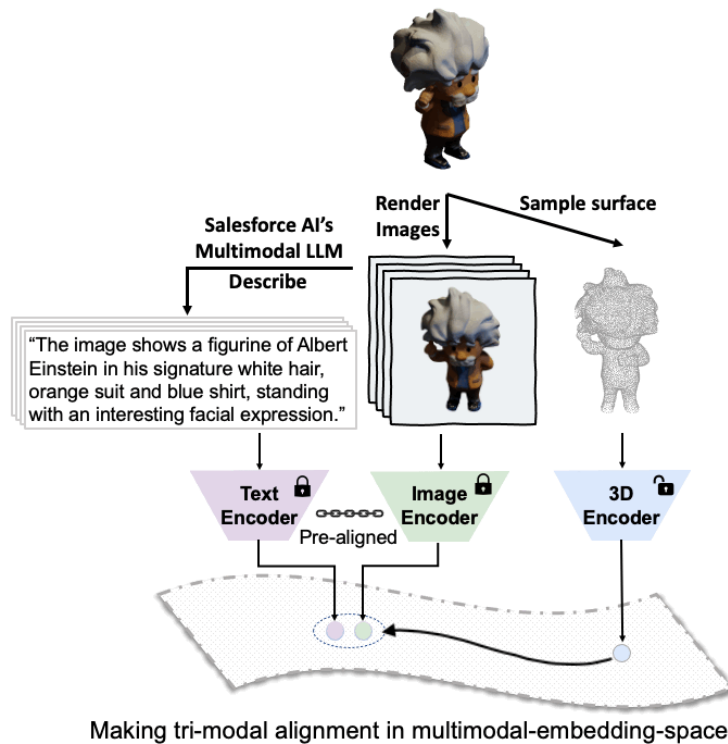 Render
Images
Sample surface
Salesforce AI's
Multimodal LLM
Describe
“The image shows a figurine of Albert
Einstein in his signature white hair,
orange suit and blue shirt, standing
with an interesting facial expression.”
Text
Encoder
Image
Encoder
3D
Encoder
Pre-aligned
Making tri-modal alignment in multimodal-embedding-space